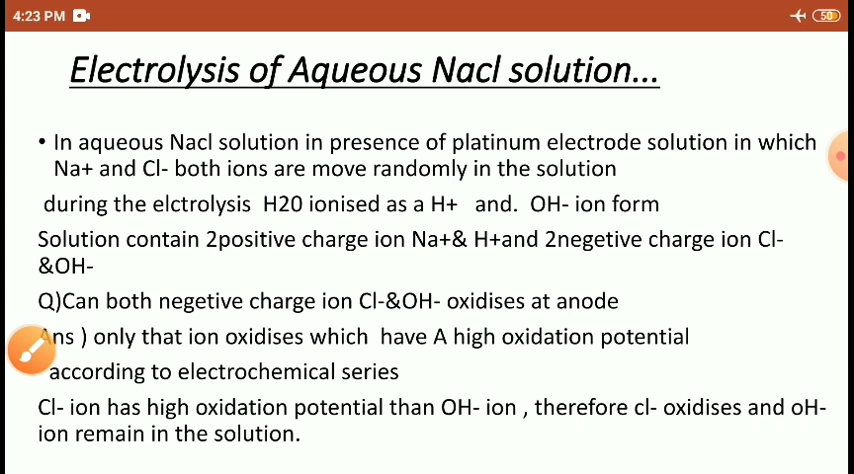 4:23 PM
50
Electrolysis of Aqueous Nacl solution...
• In aqueous Nacl solution in presence of platinum electrode solution in which
Na+ and Cl- both ions are move randomly in the solution
during the elctrolysis H20 ionised as a H+ and. OH- ion form
Solution contain 2positive charge ion Na+& H+and 2negetive charge ion Cl-
&OH-
Q)Can both negetive charge ion Cl-&OH- oxidises at anode
Ans ) only that ion oxidises which have A high oxidation potential
according to electrochemical series
Cl- ion has high oxidation potential than OH- ion , therefore cl- oxidises and oH-
ion remain in the solution.